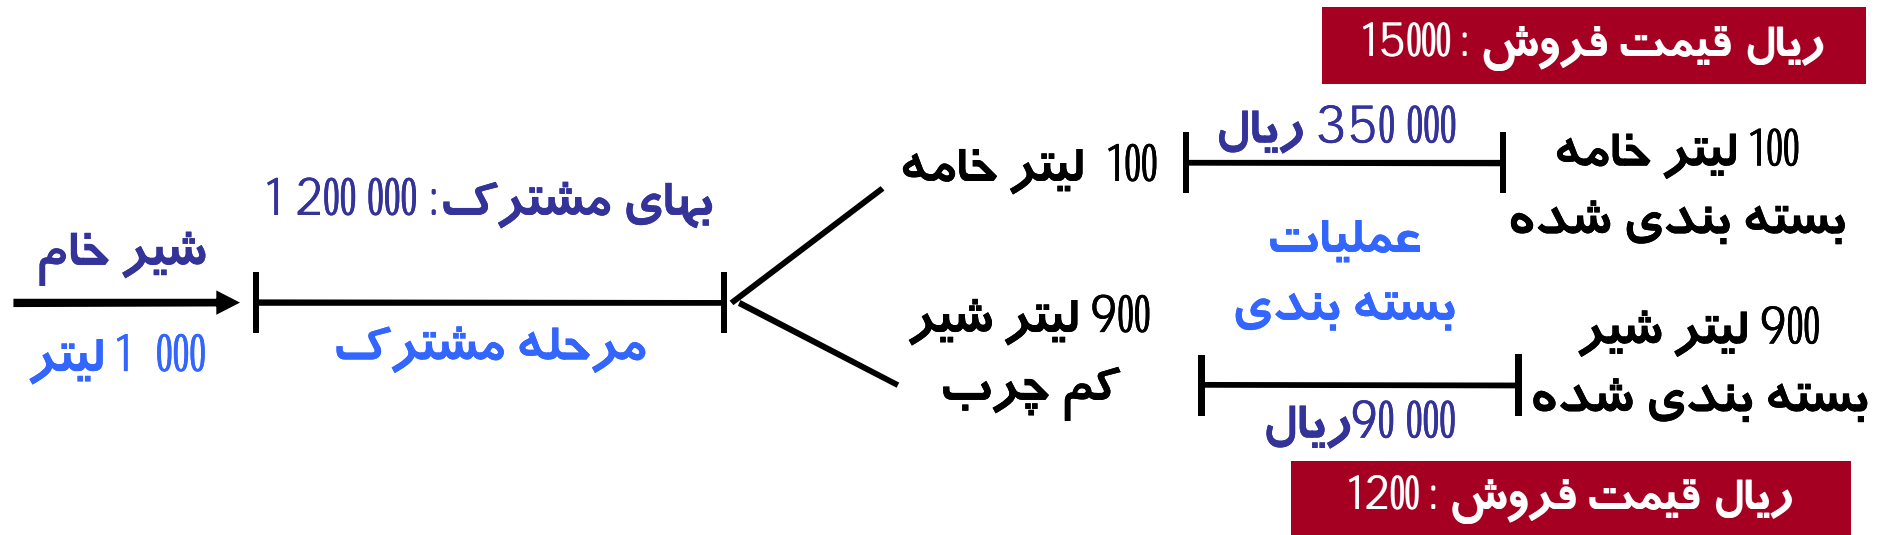 ریال قیمت فروش : 15000
350 000 ریال
100 لیتر خامه
بسته بندی شده
100 لیتر خامه
بهای مشترک: 000 200 1
شیر خام
000 1 لیتر
مرحله مشترک
عملیات
بسته بندی
900 لیتر شیر
کم چرب
900 لیتر شیر
بسته بندی شده
90 000ریال
ریال قیمت فروش : 1200